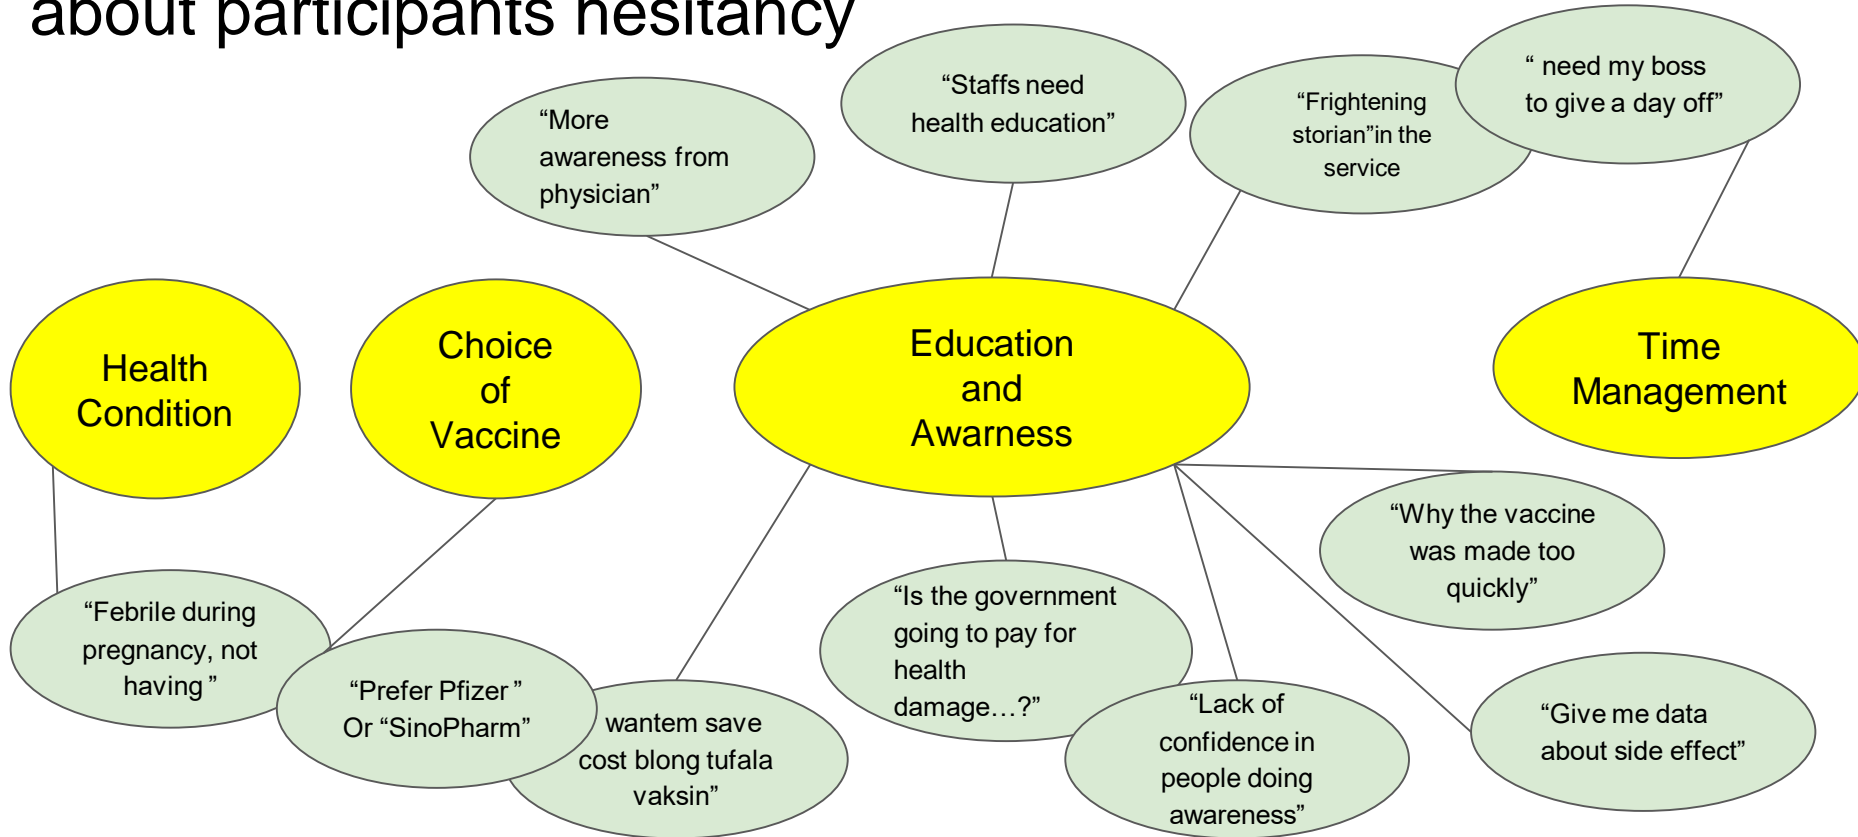 about participants hesitancy
“More
awareness from
physician”
“Staffs need
health education”
“Frightening
storian”in the
service
“ need my boss
to give a day off”
Health
Condition
Choice
of
Vaccine
Education
and
Awarness
Time
Management
“Febrile during
pregnancy, not
having ”
“Prefer Pfizer ”
Or “SinoPharm”
wantem save
cost blong tufala
vaksin”
“Is the government
going to pay for
health
damage…?”
“Lack of
confidence in
people doing
awareness”
“Why the vaccine
was made too
quickly”
“Give me data
about side effect”